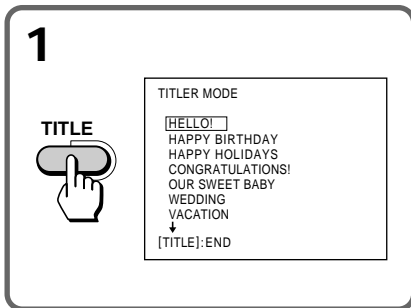 1
TITLE
TITLER MODE
HELLO!
HAPPY BIRTHDAY
HAPPY HOLIDAYS
CONGRATULATIONS!
OUR SWEET BABY
WEDDING
VACATION
↓
[TITLE]:END